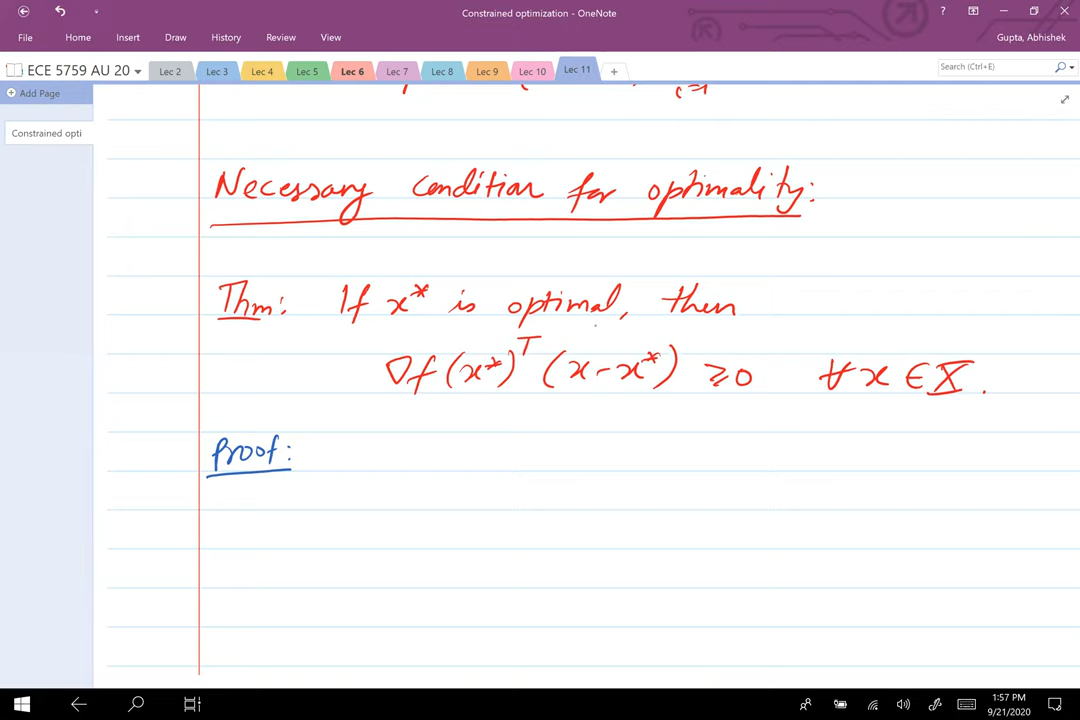 Constrained optimization - OneNote
?
File Home Insert Draw History Review View
Gupta, Abhishek
ECE 5759 AU 20
Lec 2 Lec 3 Lec 4 Lec 5 Lec 6 Lec 7 Lec 8 Lec 9 Lec 10 Lec 11 +
Search (Ctrl+E)
Add Page
Constrained opti
Necessary condition for optimality:
Thm: If x* is optimal, then
∇f(x*)ᵀ(x-x*) ≥0 ∀x ∈ X.
Proof:
1:57 PM
9/21/2020